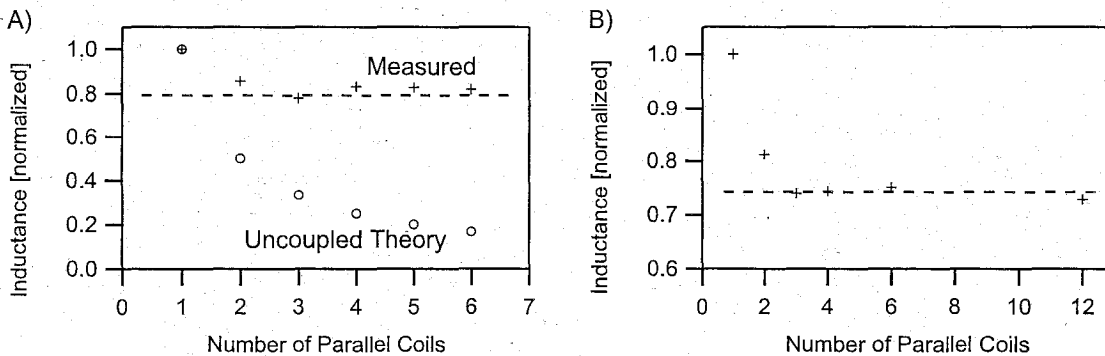 A)
Inductance [normalized]
1.0
0.8
0.6
0.4
0.2
0.0
Measured
Uncoupled Theory
0 1 2 3 4 5 6 7
Number of Parallel Coils
B)
Inductance [normalized]
1.0
0.9
0.8
0.7
0.6
0 2 4 6 8 10 12
Number of Parallel Coils